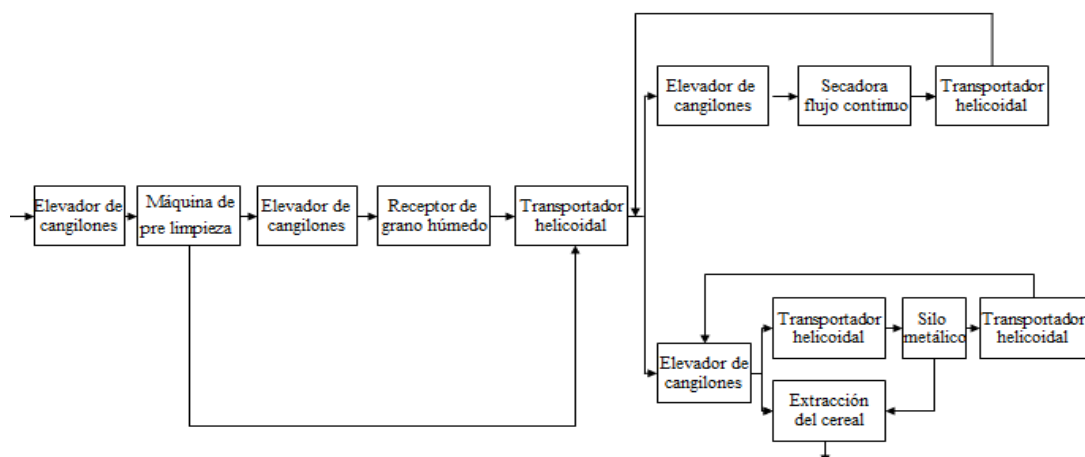 Elevador de
cangilones
Secadora
flujo continuo
Transportador
helicoidal
Elevador de
cangilones
Máquina de
pre limpieza
Elevador de
cangilones
Receptor de
grano húmedo
Transportador
helicoidal
Transportador
helicoidal
Silo
metálico
Transportador
helicoidal
Elevador de
cangilones
Extracción
del cereal